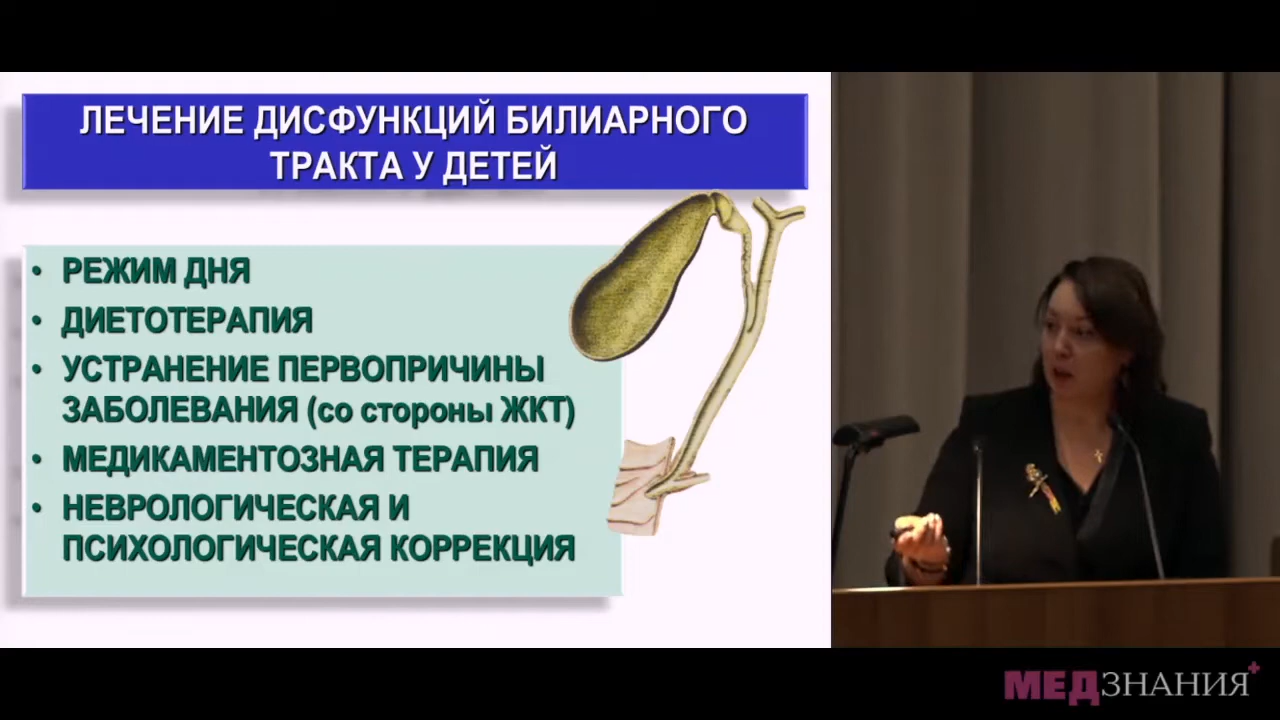 ЛЕЧЕНИЕ ДИСФУНКЦИЙ БИЛИАРНОГО
ТРАКТА У ДЕТЕЙ
• РЕЖИМ ДНЯ
• ДИЕТОТЕРАПИЯ
• УСТРАНЕНИЕ ПЕРВОПРИЧИНЫ
ЗАБОЛЕВАНИЯ (со стороны ЖКТ)
• МЕДИКАМЕНТОЗНАЯ ТЕРАПИЯ
• НЕВРОЛОГИЧЕСКАЯ И
ПСИХОЛОГИЧЕСКАЯ КОРРЕКЦИЯ
МЕДЗНАНИЯ+